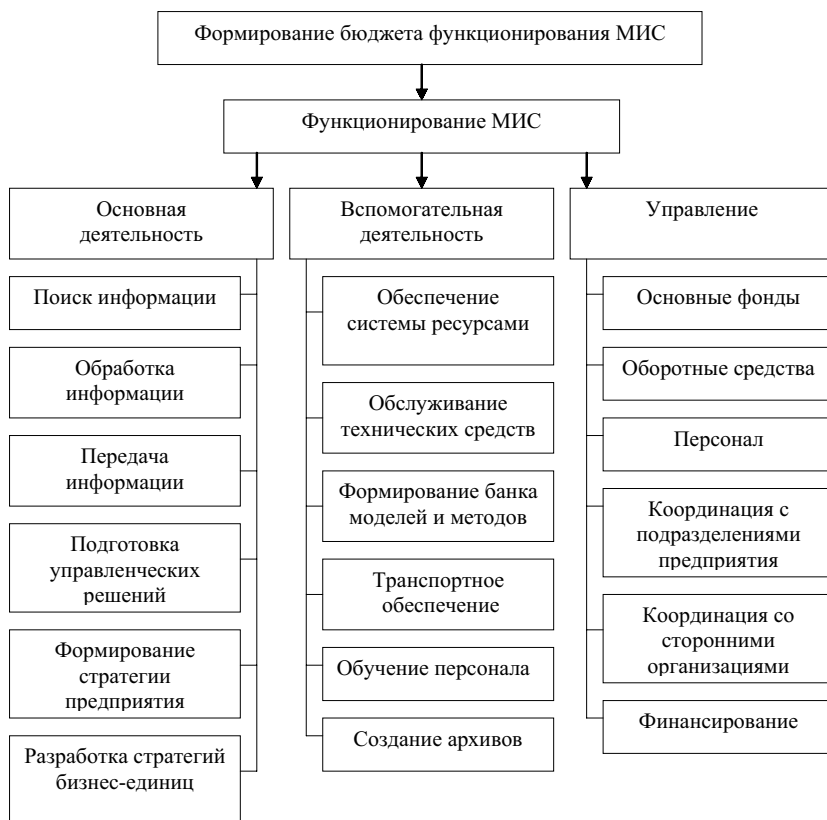 Формирование бюджета функционирования МИС
Функционирование МИС
Основная
деятельность
Поиск информации
Обработка
информации
Передача
информации
Подготовка
управленческих
решений
Формирование
стратегии
предприятия
Разработка стратегий
бизнес-единиц
Вспомогательная
деятельность
Обеспечение
системы ресурсами
Обслуживание
технических средств
Формирование банка
моделей и методов
Транспортное
обеспечение
Обучение персонала
Создание архивов
Управление
Основные фонды
Оборотные средства
Персонал
Координация с
подразделениями
предприятия
Координация со
сторонними
организациями
Финансирование